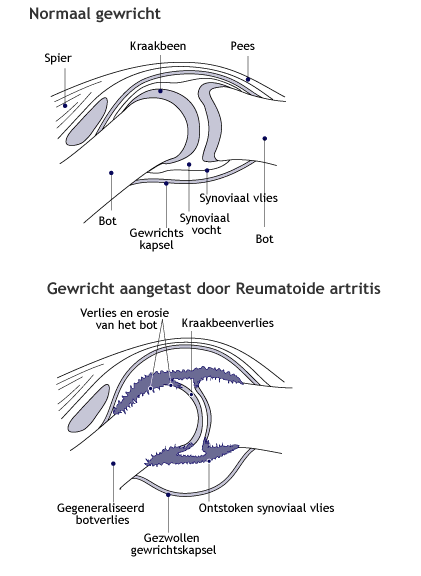 Normaal gewricht
Kraakbeen
Pees
Spier
Synoviaal vlies
Bot
Synoviaal
vocht
Gewrichts
kapsel
Bot
Gewricht aangetast door Reumatoide artritis
Verlies en erosie
van het bot
Kraakbeenverlies
Gegeneraliseerd
botverlies
Ontstoken synoviaal vlies
Gezwollen
gewrichtskapsel